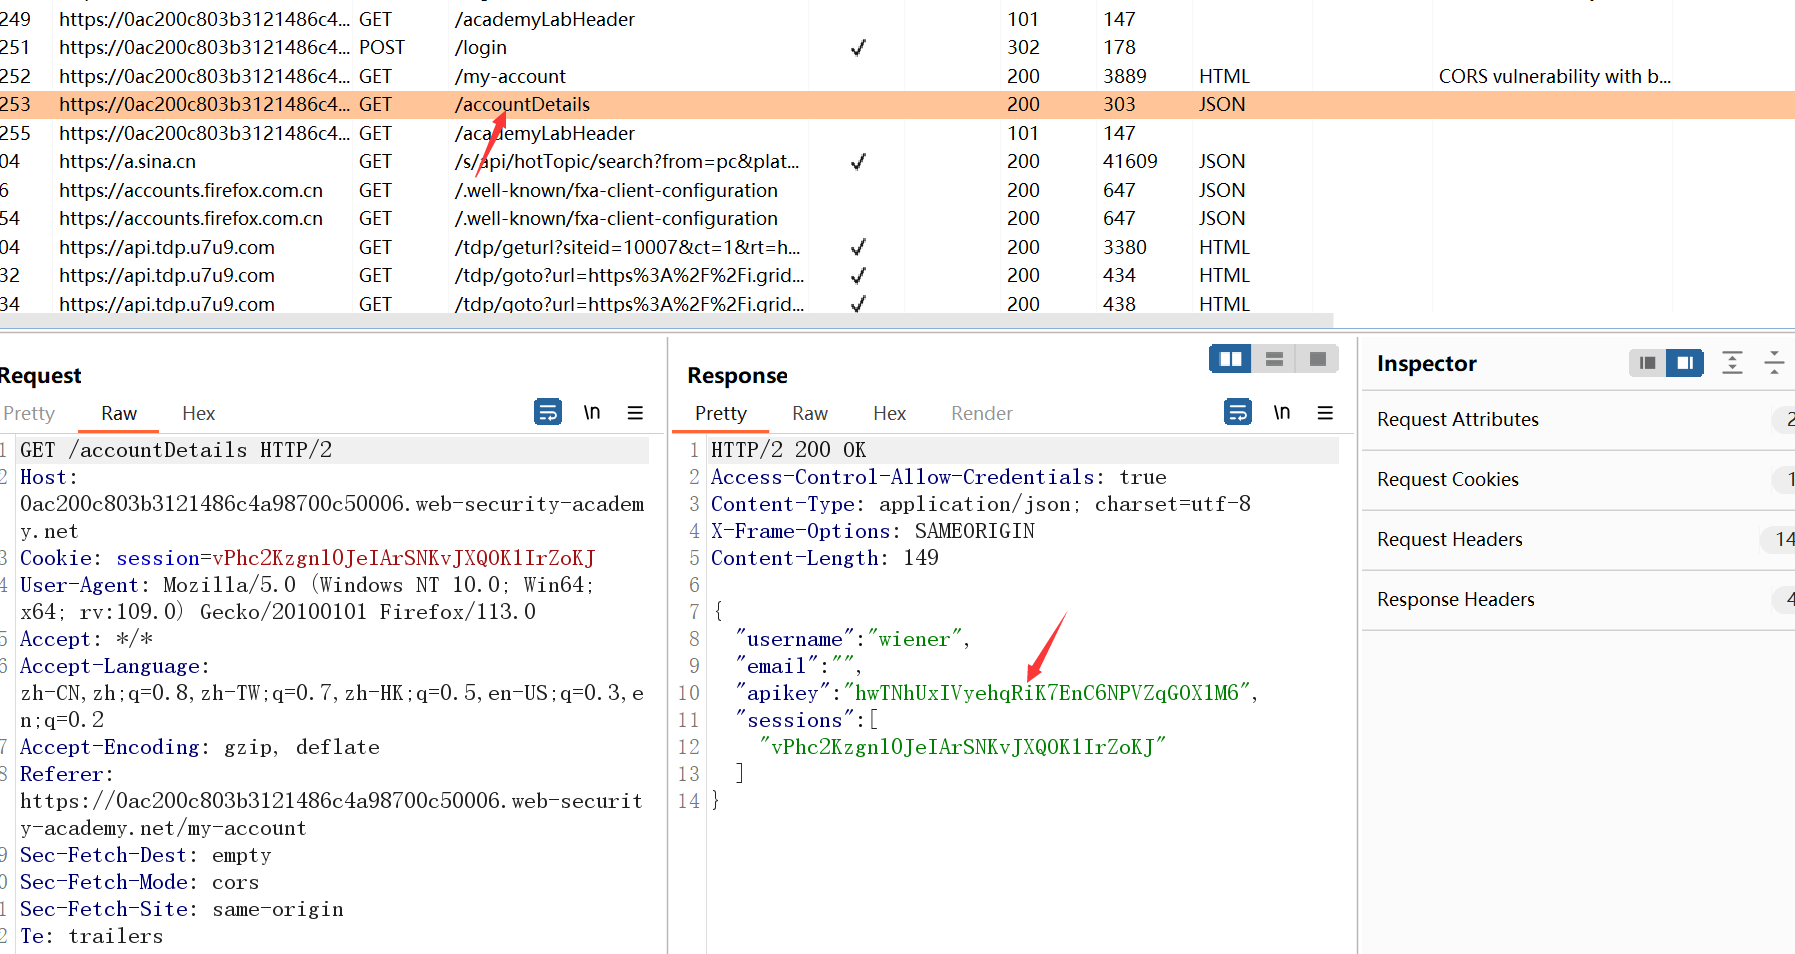 249 https://0ac200c803b3121486c4... GET /academyLabHeader 101 147
251 https://0ac200c803b3121486c4... POST /login ✓ 302 178
252 https://0ac200c803b3121486c4... GET /my-account 200 3889 HTML CORS vulnerability with b...
253 https://0ac200c803b3121486c4... GET /accountDetails 200 303 JSON
255 https://0ac200c803b3121486c4... GET /academyLabHeader 101 147
04 https://a.sina.cn GET /s/api/hotTopic/search?from=pc&plat... ✓ 200 41609 JSON
6 https://accounts.firefox.com.cn GET /.well-known/fxa-client-configuration 200 647 JSON
54 https://accounts.firefox.com.cn GET /.well-known/fxa-client-configuration 200 647 JSON
04 https://api.tdp.u7u9.com GET /tdp/geturl?siteid=10007&ct=1&rt=h... ✓ 200 3380 HTML
32 https://api.tdp.u7u9.com GET /tdp/goto?url=https%3A%2F%2Fi.grid... ✓ 200 434 HTML
34 https://api.tdp.u7u9.com GET /tdp/goto?url=https%3A%2F%2Fi.grid... ✓ 200 438 HTML
Request
Pretty Raw Hex
\n
1 GET /accountDetails HTTP/2
2 Host:
0ac200c803b3121486c4a98700c50006.web-security-academ
y.net
3 Cookie: session=vPhc2Kzgnl0JeIArSNKvJXQOK1IrZoKJ
4 User-Agent: Mozilla/5.0 (Windows NT 10.0; Win64;
x64; rv:109.0) Gecko/20100101 Firefox/113.0
5 Accept: */*
6 Accept-Language:
zh-CN,zh;q=0.8,zh-TW;q=0.7,zh-HK;q=0.5,en-US;q=0.3,e
n;q=0.2
7 Accept-Encoding: gzip, deflate
8 Referer:
https://0ac200c803b3121486c4a98700c50006.web-securit
y-academy.net/my-account
9 Sec-Fetch-Dest: empty
0 Sec-Fetch-Mode: cors
1 Sec-Fetch-Site: same-origin
2 Te: trailers
Response
Pretty Raw Hex Render
\n
1 HTTP/2 200 OK
2 Access-Control-Allow-Credentials: true
3 Content-Type: application/json; charset=utf-8
4 X-Frame-Options: SAMEORIGIN
5 Content-Length: 149
6
7 {
8 "username":"wiener",
9 "email":"",
10 "apikey":"hwTNhUxIVyehqRiK7EnC6NPVZqGOX1M6",
11 "sessions":[
12 "vPhc2Kzgnl0JeIArSNKvJXQOK1IrZoKJ"
13 ]
14 }
Inspector
Request Attributes 2
Request Cookies 1
Request Headers 14
Response Headers 4